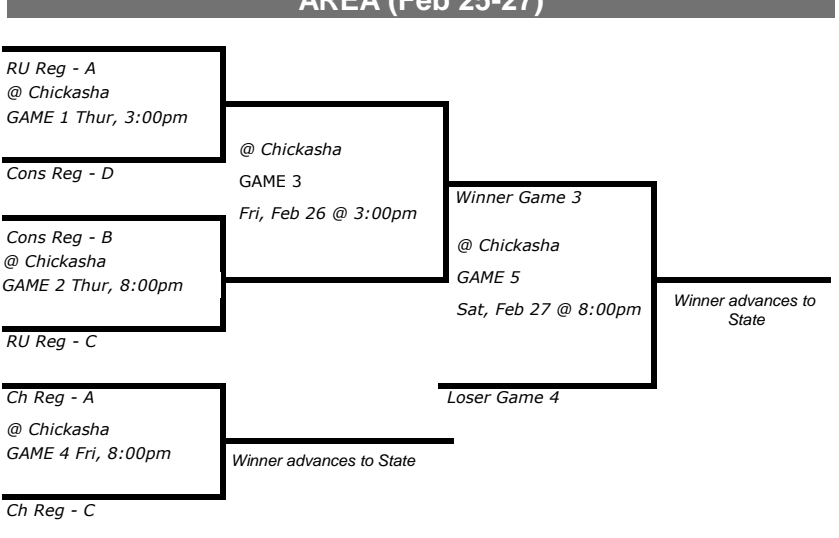 AREA (Feb 25-27)
RU Reg - A
@ Chickasha
GAME 1 Thur, 3:00pm
Cons Reg - D
@ Chickasha
GAME 3
Fri, Feb 26 @ 3:00pm
Cons Reg - B
@ Chickasha
GAME 2 Thur, 8:00pm
RU Reg - C
Winner Game 3
@ Chickasha
GAME 5
Sat, Feb 27 @ 8:00pm
Loser Game 4
Winner advances to
State
Ch Reg - A
@ Chickasha
GAME 4 Fri, 8:00pm
Ch Reg - C
Winner advances to State